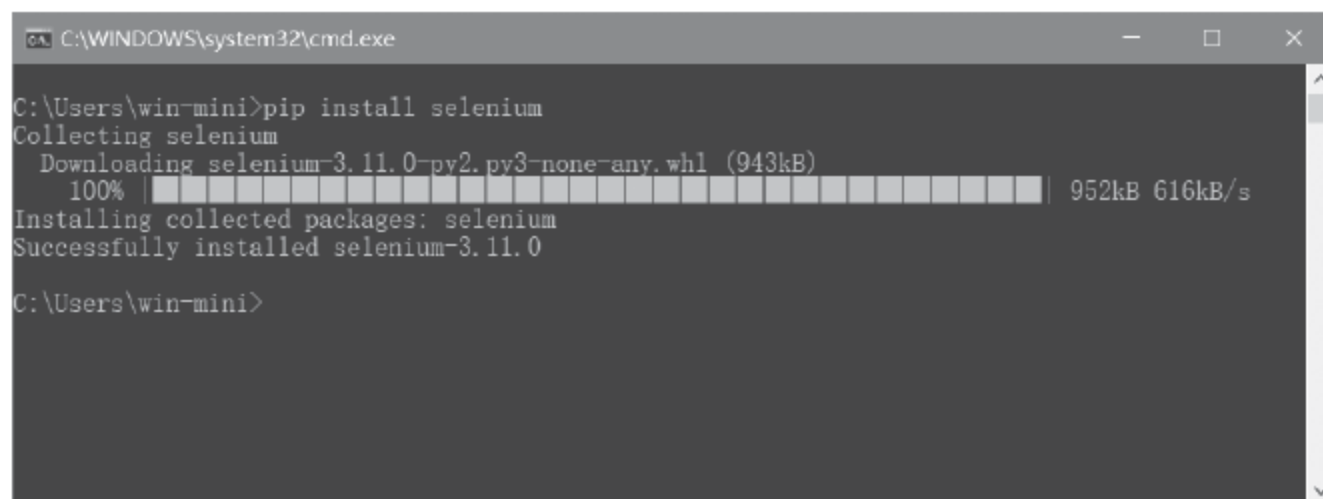 C:\WINDOWS\system32\cmd.exe
C:\Users\win-mini>pip install selenium
Collecting selenium
  Downloading selenium-3.11.0-py2.py3-none-any.whl (943kB)
    100% |████████████████████████████████| 952kB 616kB/s
Installing collected packages: selenium
Successfully installed selenium-3.11.0
C:\Users\win-mini>